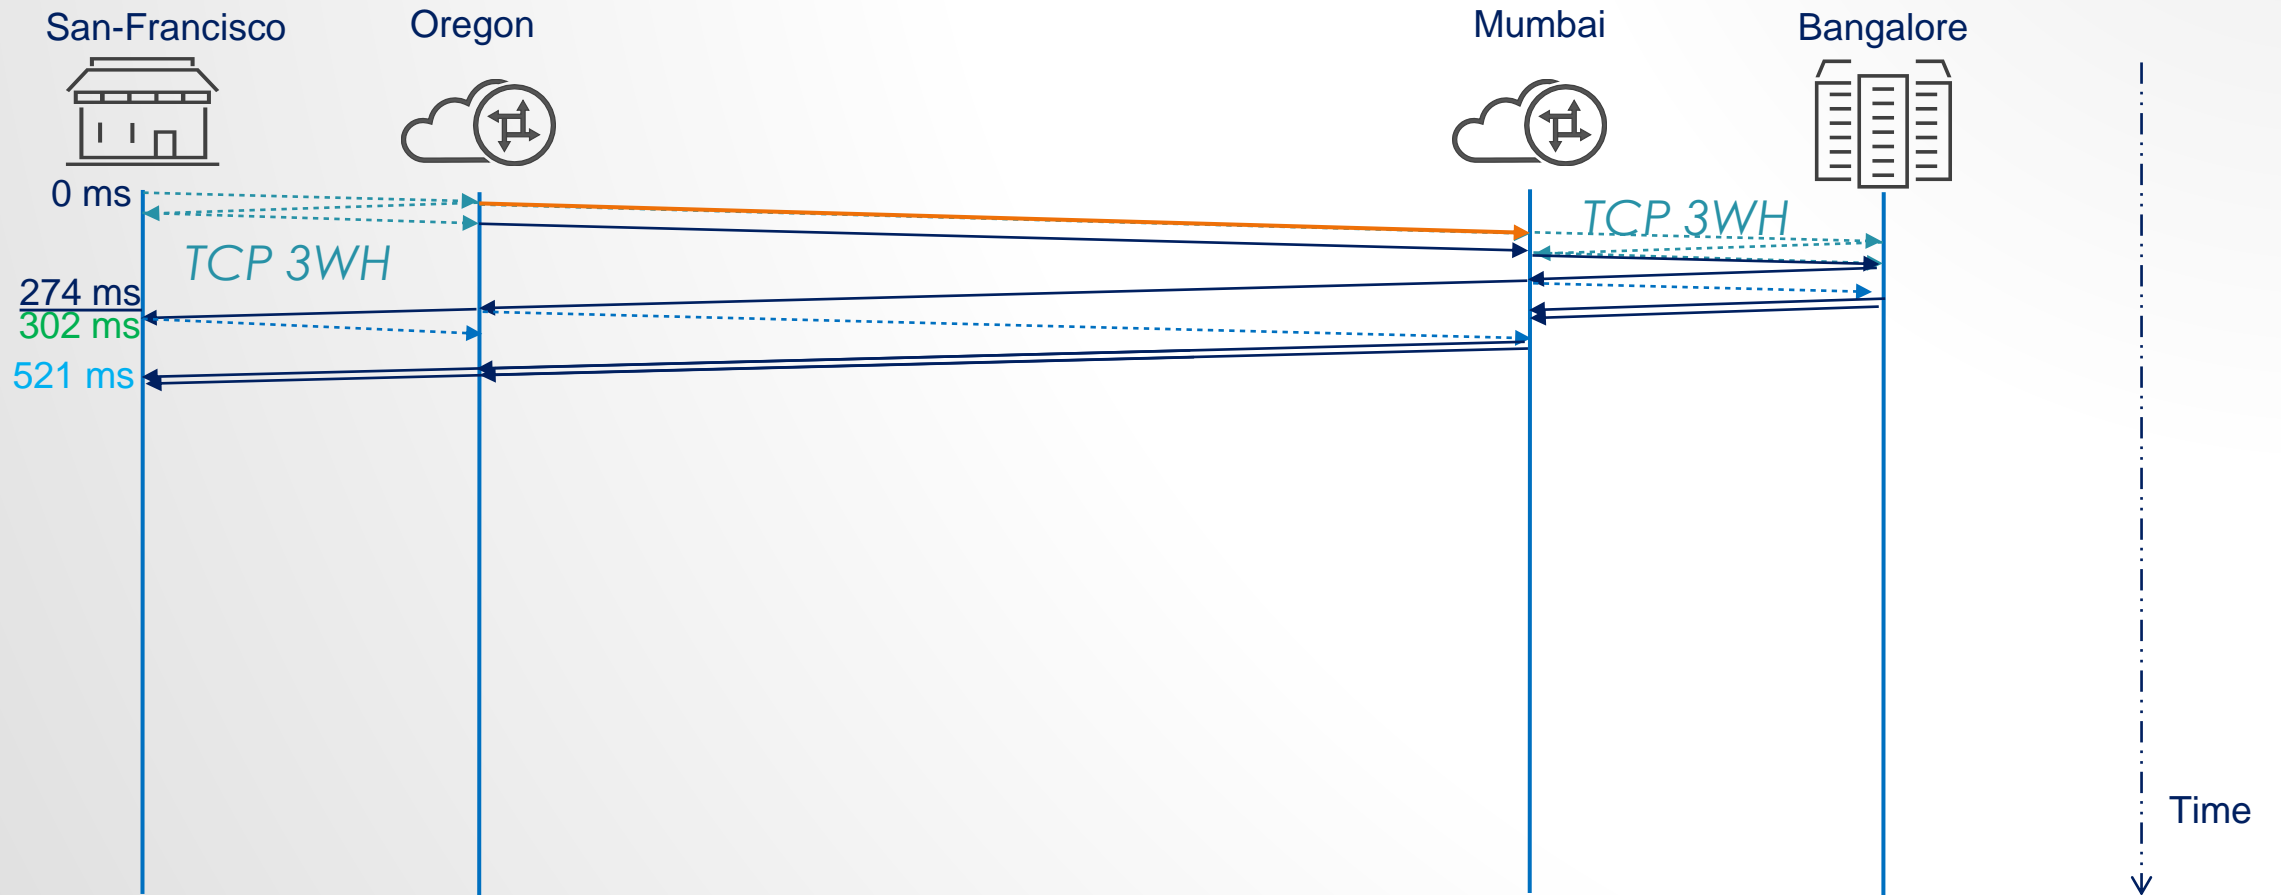 San-Francisco
Oregon
Mumbai
Bangalore
0 ms
TCP 3WH
TCP 3WH
274 ms
302 ms
521 ms
Time